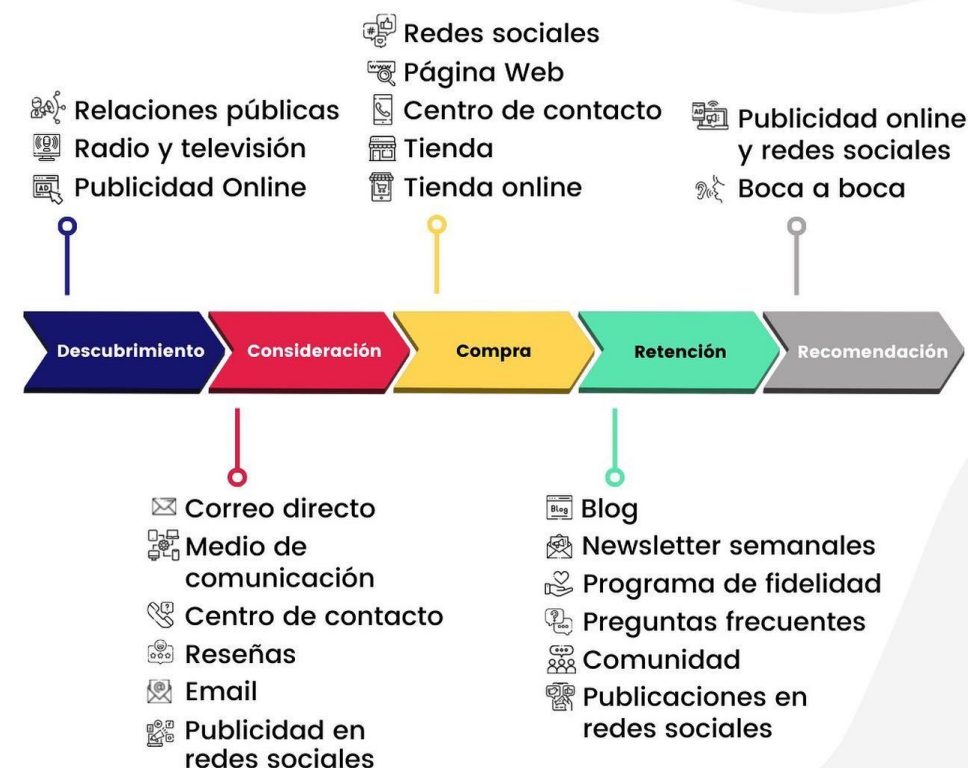 Relaciones públicas
Radio y televisión
Publicidad Online
Redes sociales
Página Web
Centro de contacto
Tienda
Tienda online
Publicidad online
y redes sociales
Boca a boca
Descubrimiento
Consideración
Compra
Retención
Recomendación
Correo directo
Medio de
comunicación
Centro de contacto
Reseñas
Email
Publicidad en
redes sociales
Blog
Blog
Newsletter semanales
Programa de fidelidad
Preguntas frecuentes
Comunidad
Publicaciones en
redes sociales